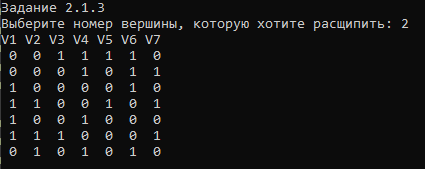 Задание 2.1.3
Выберите номер вершины, которую хотите расщипить: 2
V1 V2 V3 V4 V5 V6 V7
0 0 1 1 1 1 0
0 0 0 1 0 1 1
1 0 0 0 0 1 0
1 1 0 0 1 0 1
1 0 0 1 0 0 0
1 1 1 0 0 0 1
0 1 0 1 0 1 0